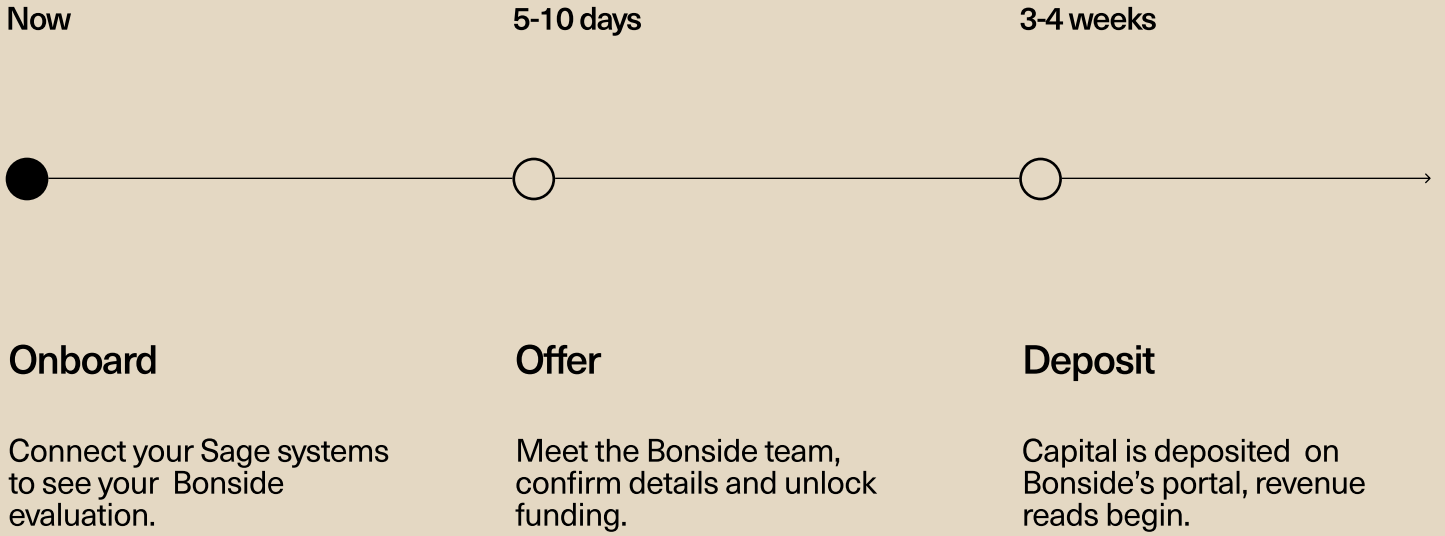 Now
5-10 days
3-4 weeks
Onboard
Offer
Deposit
Connect your Sage systems
to see your  Bonside
evaluation.
Meet the Bonside team,
confirm details and unlock
funding.
Capital is deposited  on
Bonside’s portal, revenue
reads begin.